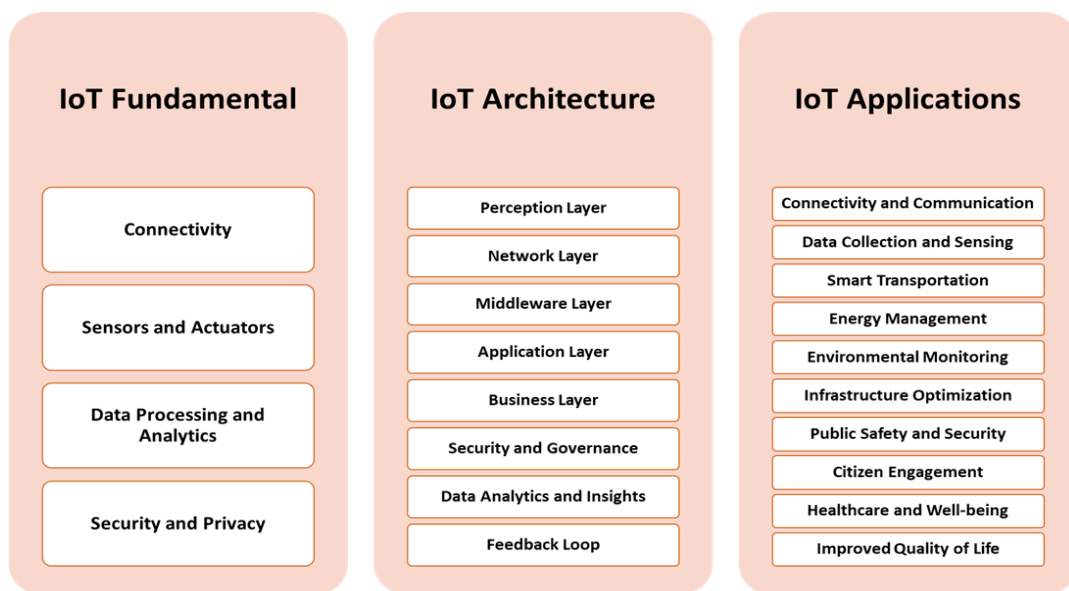 IoT Fundamental
Connectivity
Sensors and Actuators
Data Processing and
Analytics
Security and Privacy
IoT Architecture
Perception Layer
Network Layer
Middleware Layer
Application Layer
Business Layer
Security and Governance
Data Analytics and Insights
Feedback Loop
IoT Applications
Connectivity and Communication
Data Collection and Sensing
Smart Transportation
Energy Management
Environmental Monitoring
Infrastructure Optimization
Public Safety and Security
Citizen Engagement
Healthcare and Well-being
Improved Quality of Life